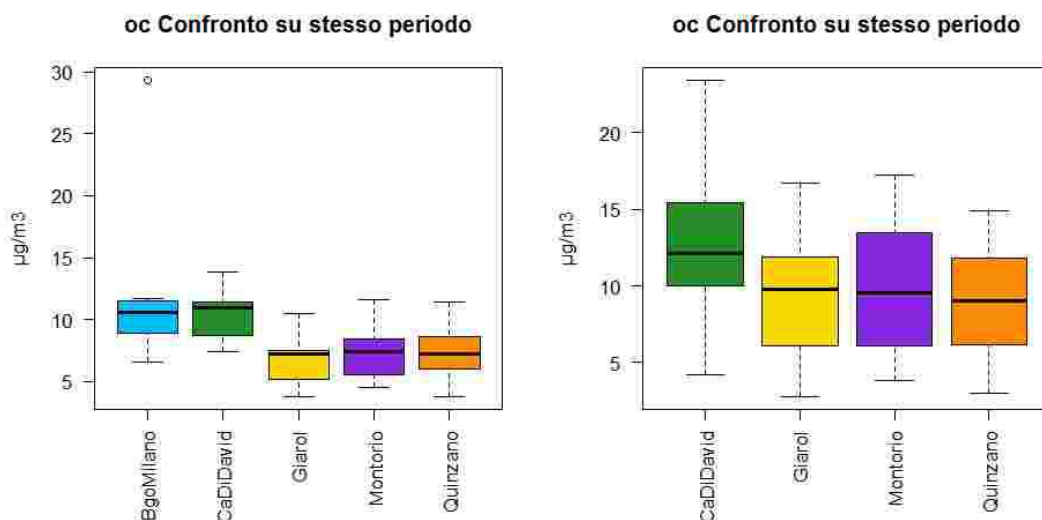 oc Confronto su stesso periodo
30
25
20
15
10
5
µg/m3
BgoMIlano
CaDiDavid
Giarol
Montorio
Quinzano
oc Confronto su stesso periodo
20
15
10
5
µg/m3
CaDiDavid
Giarol
Montorio
Quinzano